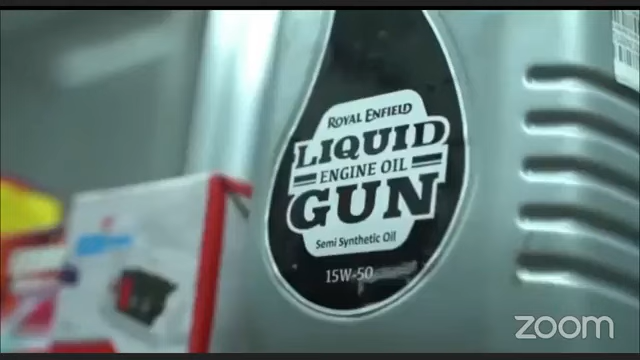 ROYAL ENFIELD
LIQUID
ENGINE OIL
GUN
Semi Synthetic Oil
15W-50
zoom